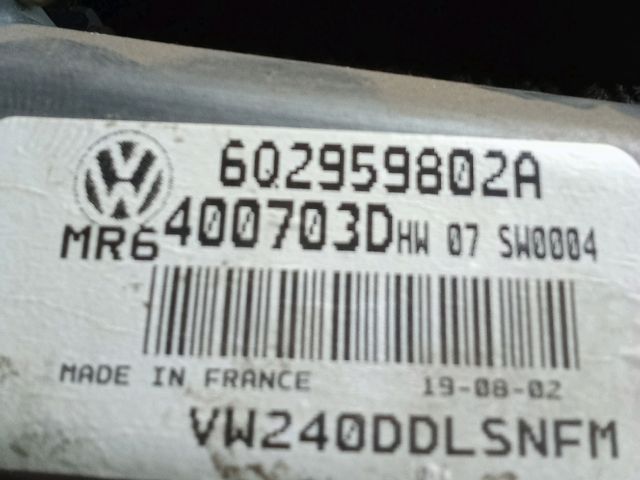 6Q2959802A
MR6 400703D HW 07 SW0004
MADE IN FRANCE 19-08-02
VW240DDLSNFM